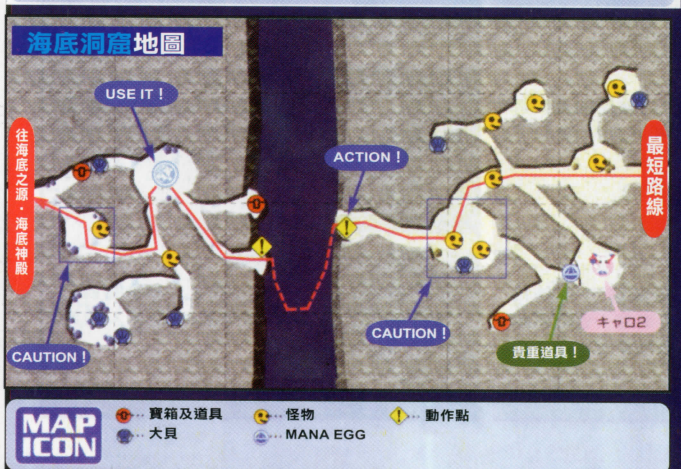 海底洞窟地圖
USE IT！
往海底之源・海底神殿
ACTION！
最短路線
CAUTION！
CAUTION！
キャロ2
貴重道具！
MAP ICON
寶箱及道具
怪物
動作點
大貝
MANA EGG